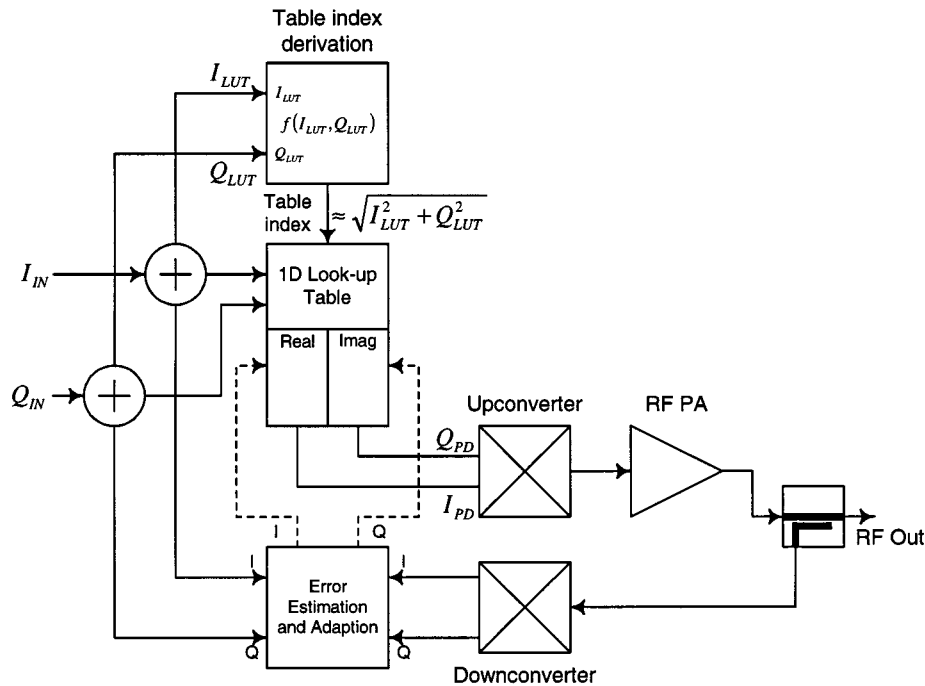 Table index
derivation
I_LUT
I_LUT
f(I_LUT, Q_LUT)
Q_LUT
Q_LUT
Table
index
≈ √(I²_LUT + Q²_LUT)
I_IN
+
1D Look-up
Table
Real
Imag
Q_IN
+
Upconverter
RF PA
Q_PD
I_PD
RF Out
I
Q
I
I
Error
Estimation
and Adaption
Q
Q
Downconverter